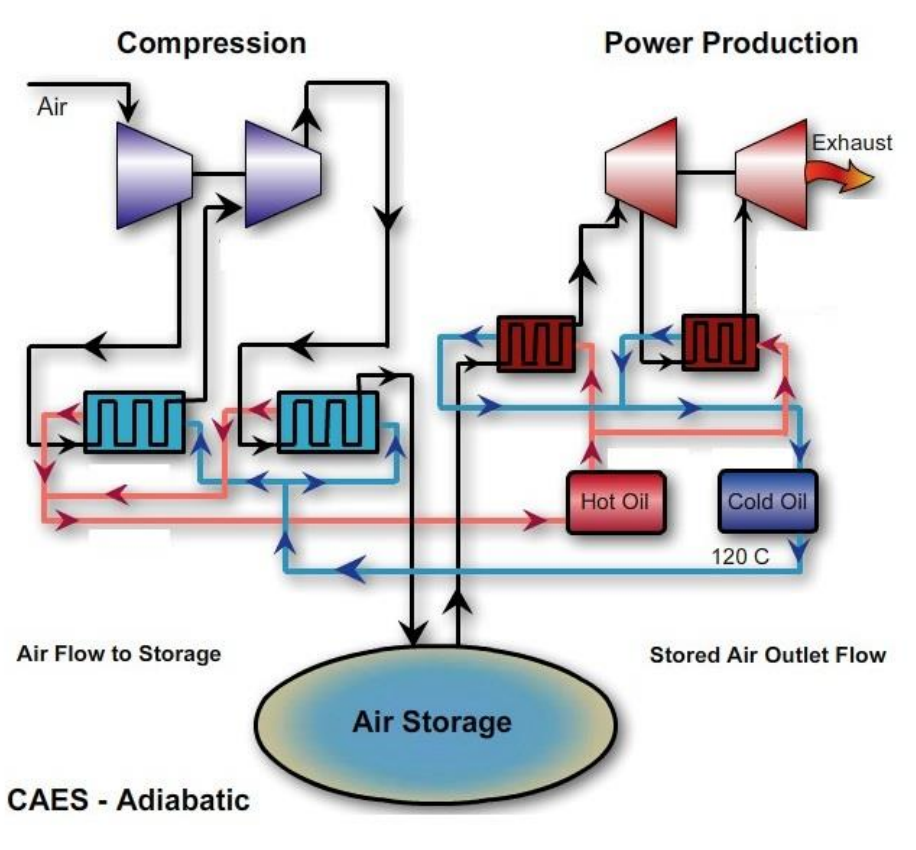 Compression
Power Production
Air
Exhaust
Hot Oil
Cold Oil
120 C
Air Flow to Storage
Stored Air Outlet Flow
Air Storage
CAES - Adiabatic